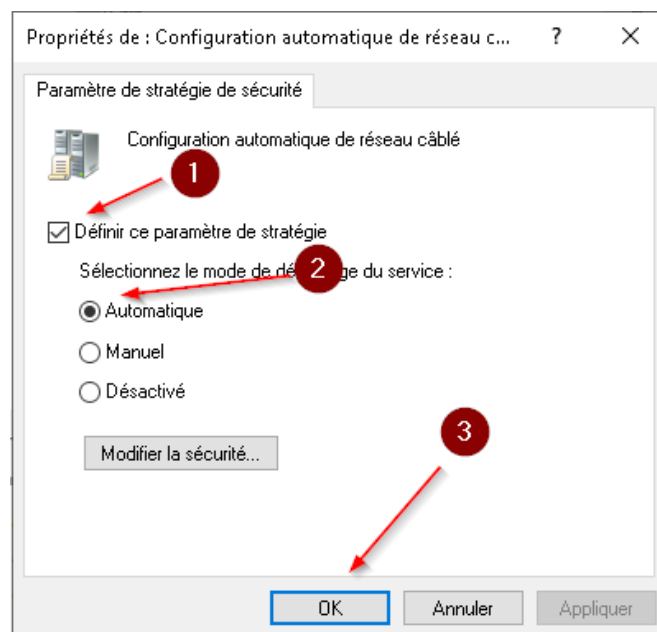 Propriétés de : Configuration automatique de réseau c... ? ×
Paramètre de stratégie de sécurité
Configuration automatique de réseau câblé
1
Définir ce paramètre de stratégie
Sélectionnez le mode de dé 2 ge du service :
Automatique
Manuel
Désactivé
3
Modifier la sécurité...
OK Annuler Appliquer